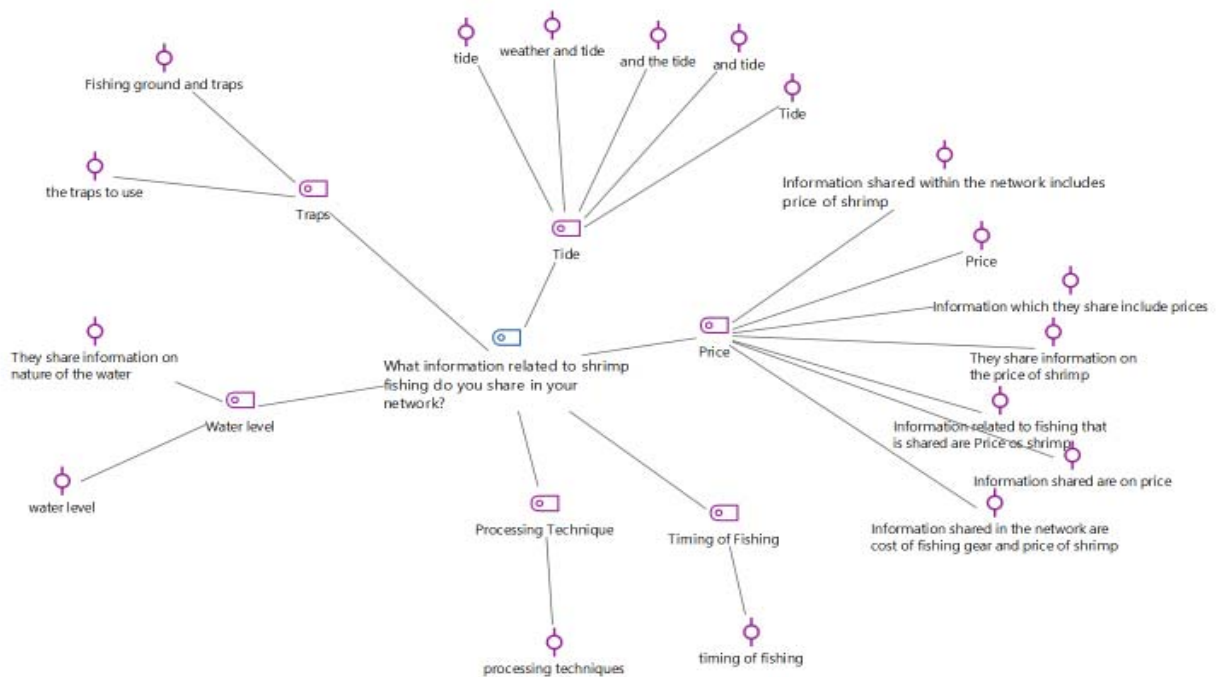 tide
weather and tide
and the tide
and tide
Fishing ground and traps
Tide
the traps to use
Information shared within the network includes
price of shrimp
Traps
Tide
Price
Information which they share include prices
They share information on
nature of the water
Price
They share information on
the price of shrimp
What information related to shrimp
fishing do you share in your
network?
Water level
Information related to fishing that
is shared are Price os shrimp
Information shared are on price
water level
Processing Technique
Timing of Fishing
Information shared in the network are
cost of fishing gear and price of shrimp
processing techniques
timing of fishing